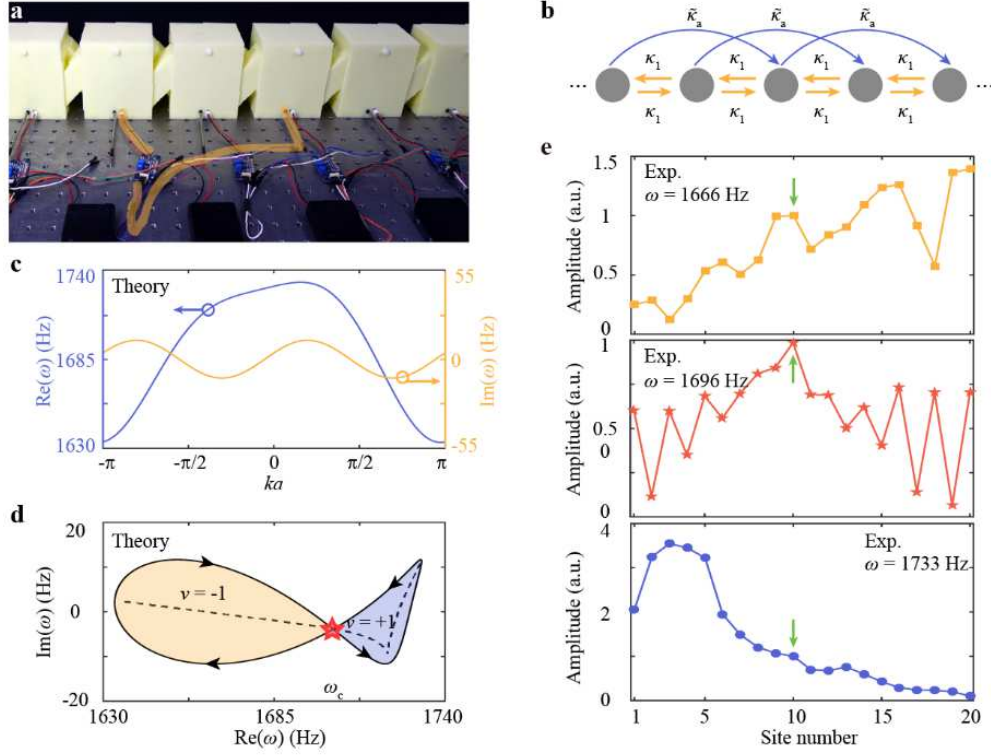 a
b
κ̃ₐ κ̃ₐ κ̃ₐ
... κ₁ κ₁ κ₁ κ₁ ...
κ₁ κ₁ κ₁ κ₁
c
1740
1685
1630
Re(ω) (Hz)
Theory
55
0
-55
Im(ω) (Hz)
-π -π/2 0 π/2 π
ka
d
20
0
-20
Im(ω) (Hz)
Theory
ν = -1
ν = +1
ω_c
1630 1685 1740
Re(ω) (Hz)
e
1.5
1
0.5
0
Amplitude (a.u.)
Exp.
ω = 1666 Hz
1
0.5
0
0
Amplitude (a.u.)
Exp.
ω = 1696 Hz
4
2
0
Amplitude (a.u.)
Exp.
ω = 1733 Hz
1 5 10 15 20
Site number